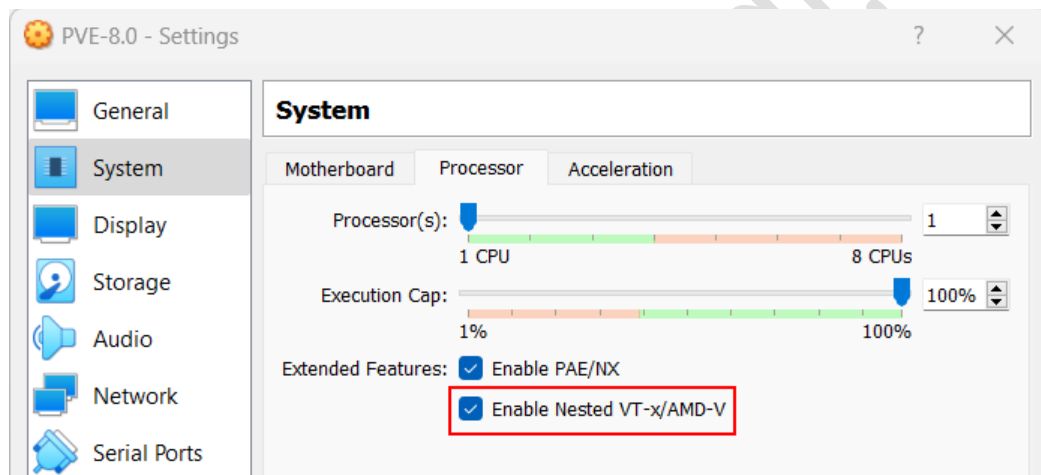 PVE-8.0 - Settings
?
General
System
Display
Storage
Audio
Network
Serial Ports
System
Motherboard Processor Acceleration
Processor(s): 1
1 CPU 8 CPUs
Execution Cap: 100%
1% 100%
Extended Features: Enable PAE/NX
Enable Nested VT-x/AMD-V